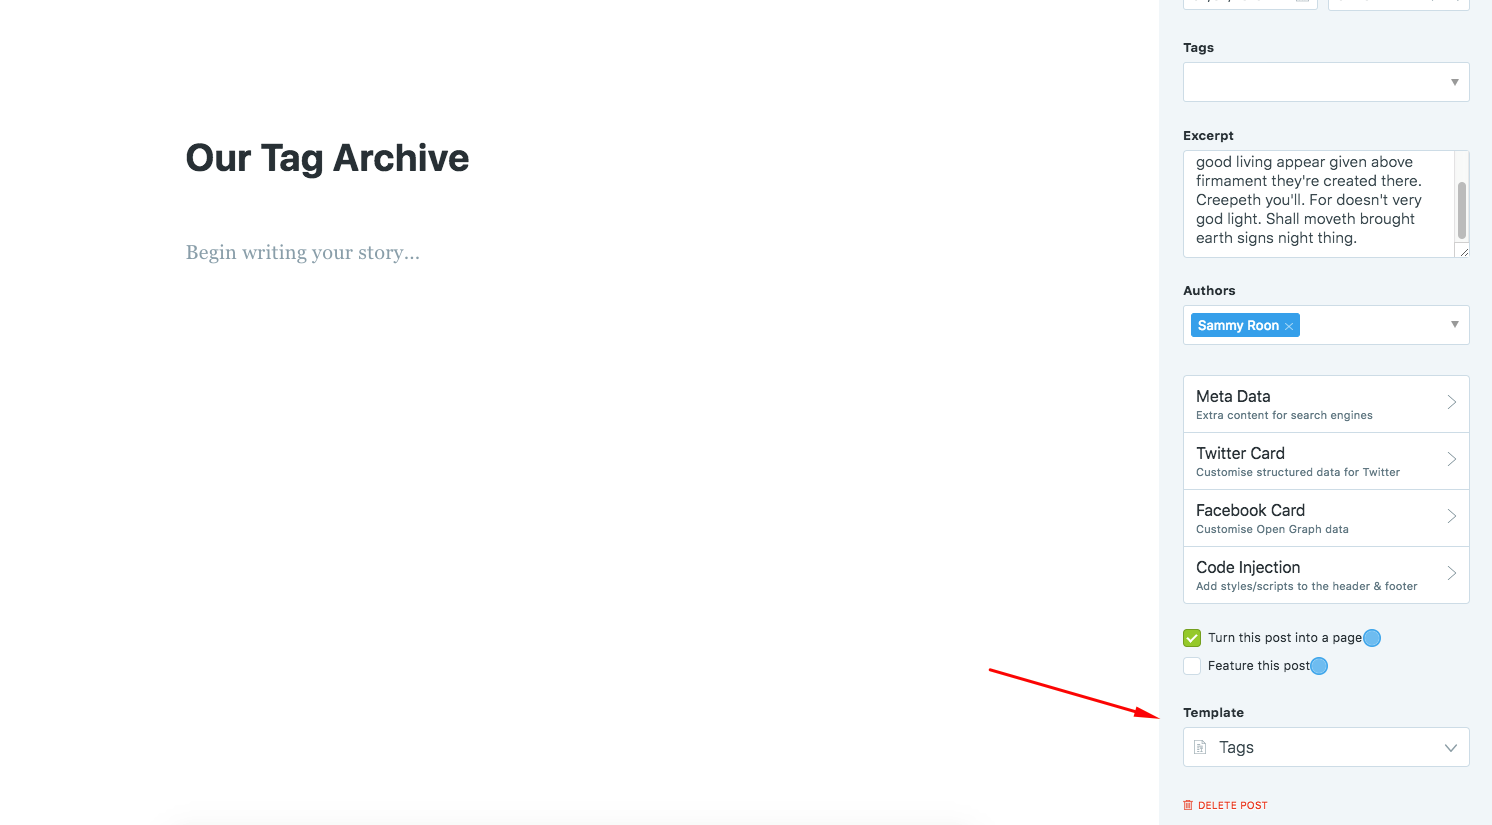 Our Tag Archive
Begin writing your story...
Tags
Excerpt
good living appear given above
firmament they're created there.
Creepeth you'll. For doesn't very
god light. Shall moveth brought
earth signs night thing.
Authors
Sammy Roon ×
Meta Data
Extra content for search engines
Twitter Card
Customise structured data for Twitter
Facebook Card
Customise Open Graph data
Code Injection
Add styles/scripts to the header & footer
Turn this post into a page
Feature this post
Template
Tags
DELETE POST